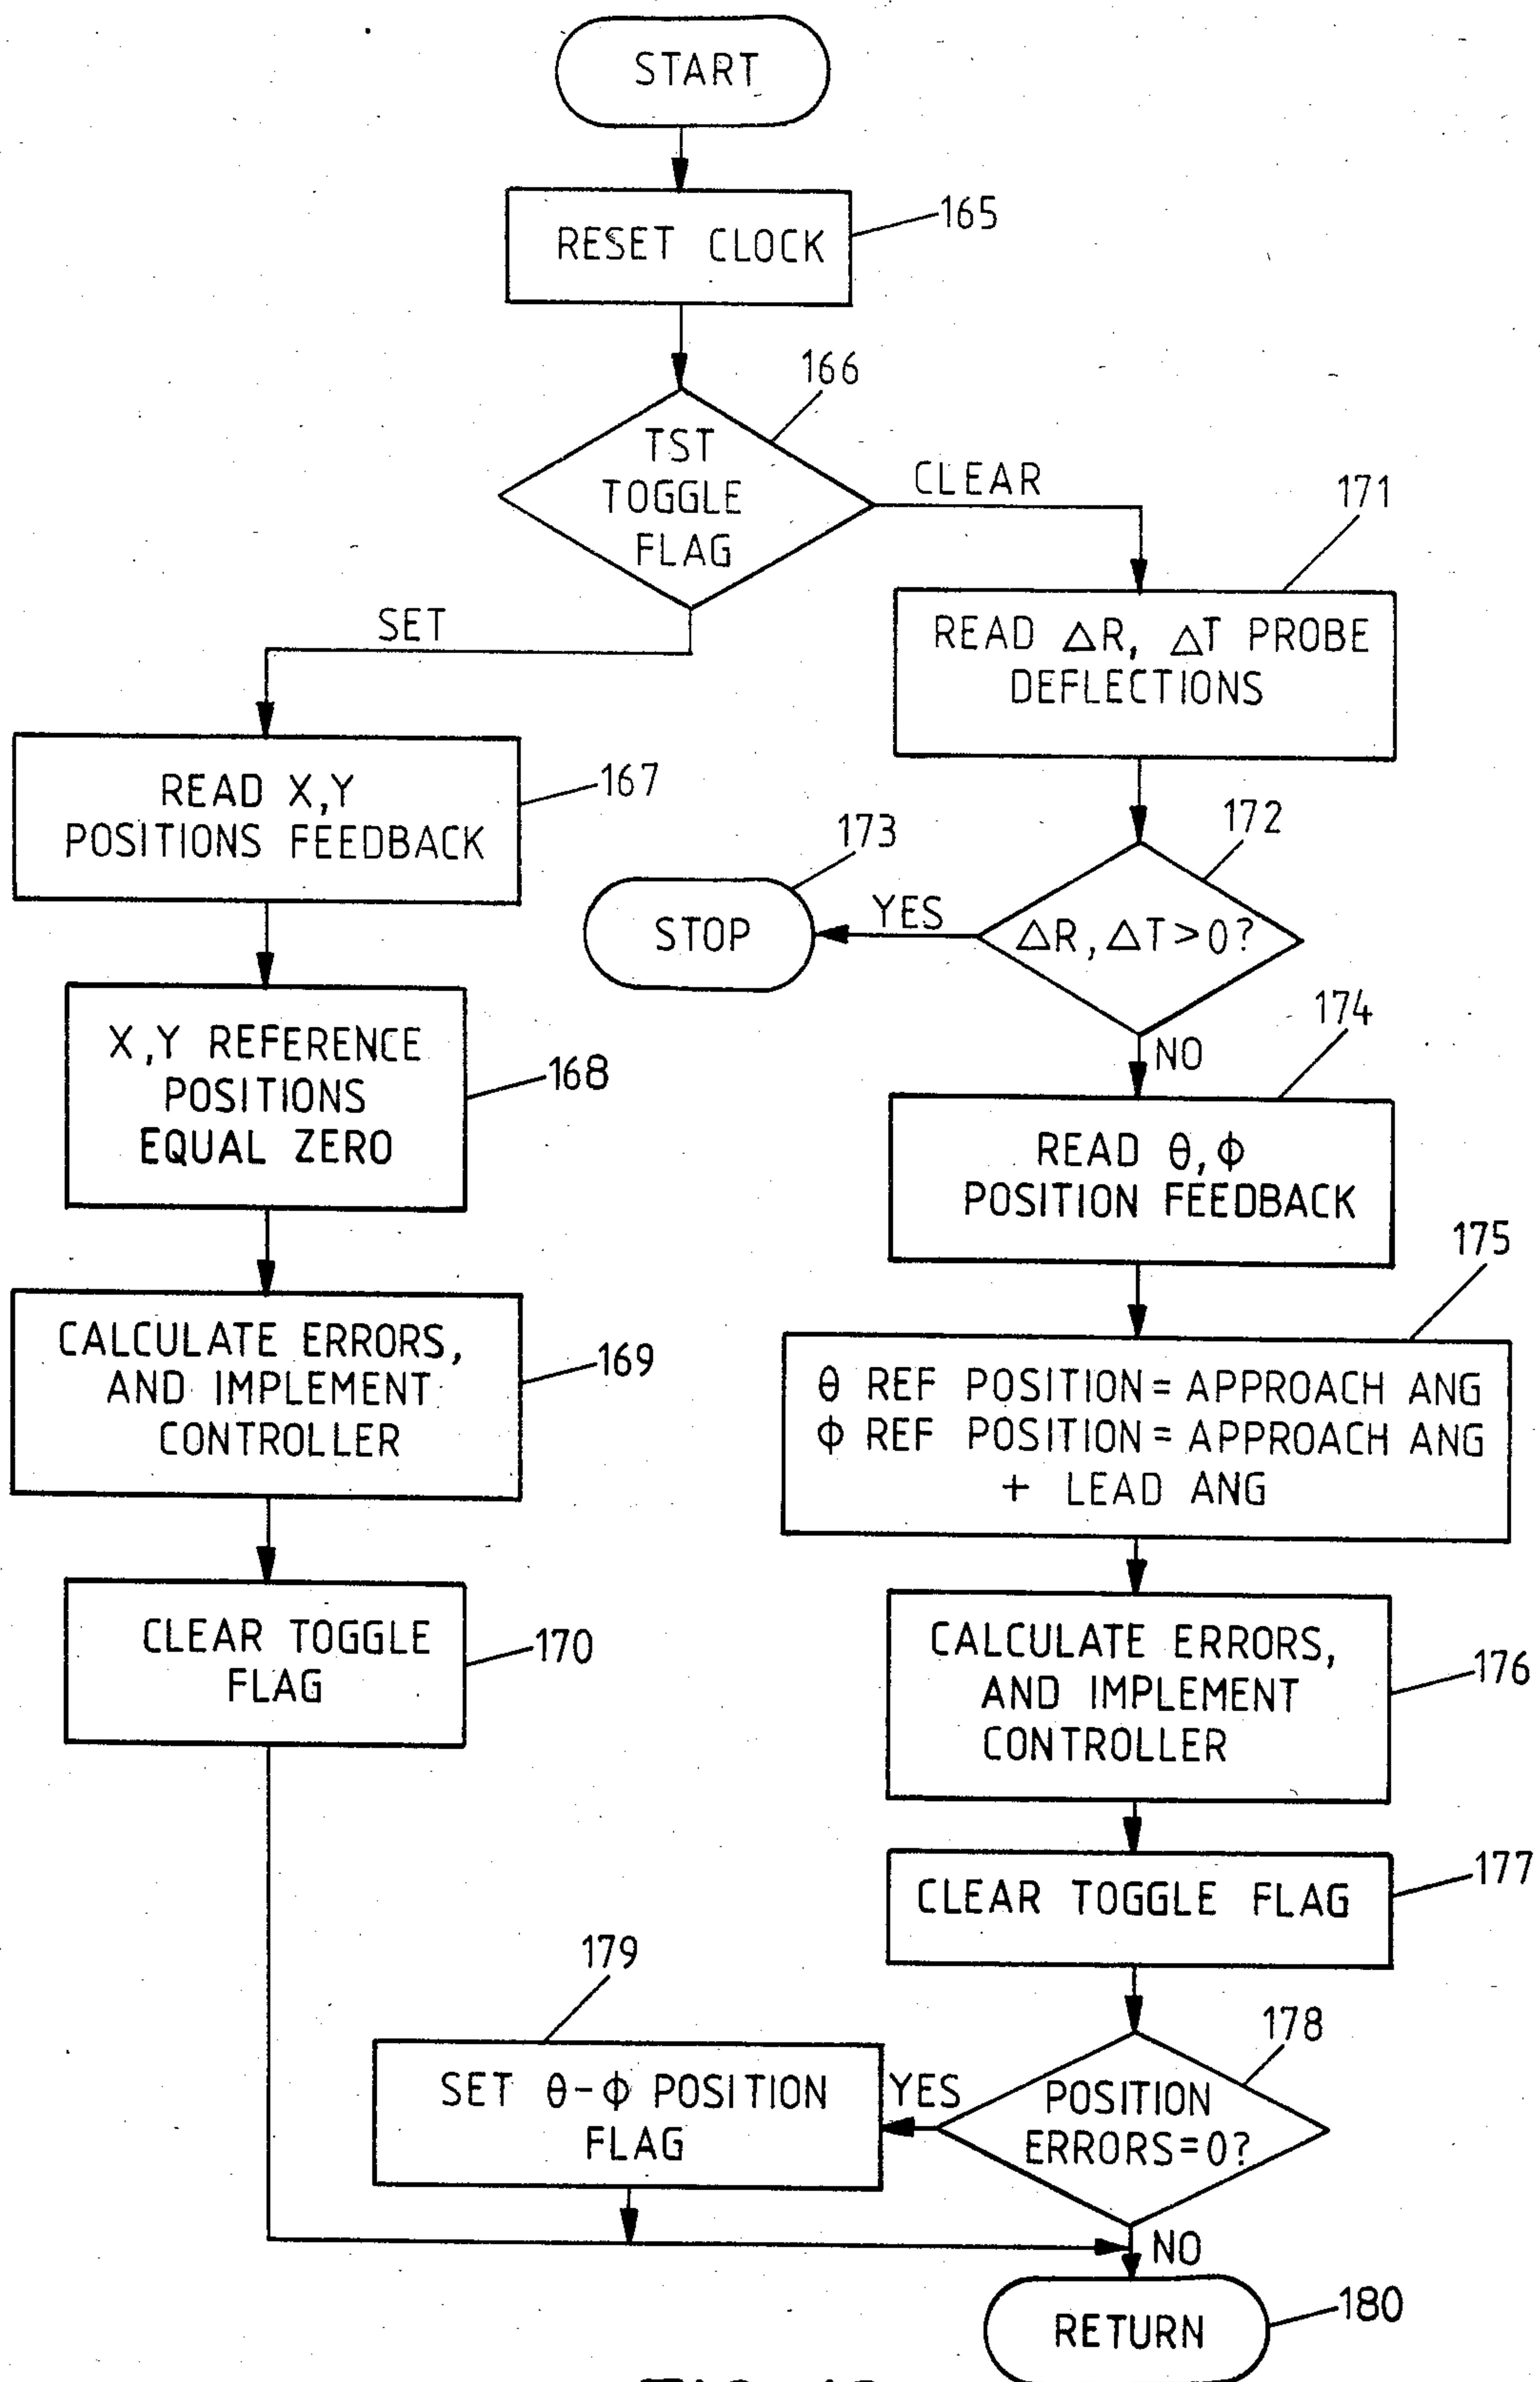 START
RESET CLOCK
165
166
TST
TOGGLE
FLAG
CLEAR
SET
171
READ ΔR, ΔT PROBE
DEFLECTIONS
READ X,Y
POSITIONS FEEDBACK
167
172
ΔR, ΔT>0?
YES
173
STOP
NO
X,Y REFERENCE
POSITIONS
EQUAL ZERO
168
174
READ θ, ϕ
POSITION FEEDBACK
175
θ REF POSITION = APPROACH ANG
ϕ REF POSITION = APPROACH ANG
+ LEAD ANG
CALCULATE ERRORS,
AND IMPLEMENT
CONTROLLER
169
CLEAR TOGGLE
FLAG
170
CALCULATE ERRORS,
AND IMPLEMENT
CONTROLLER
176
CLEAR TOGGLE FLAG
177
178
POSITION
ERRORS=0?
YES
179
SET θ-ϕ POSITION
FLAG
NO
RETURN
180